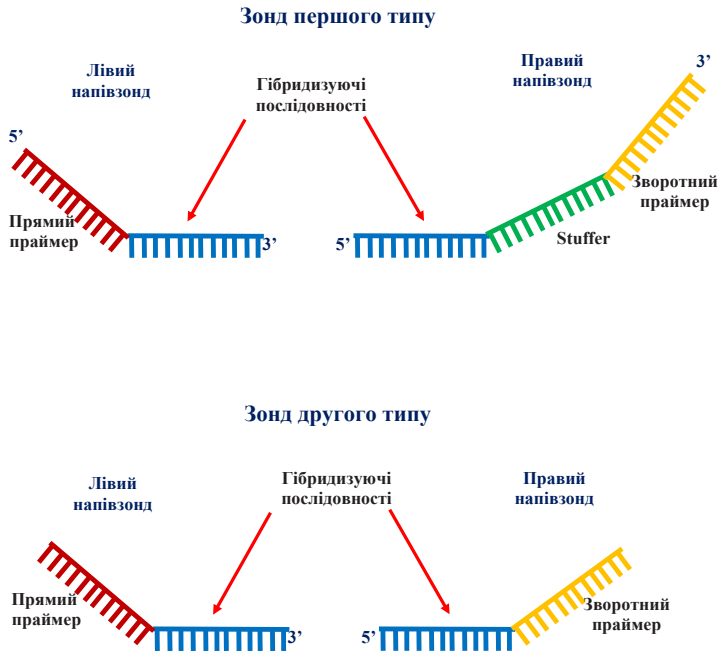 Зонд першого типу
Лівий
напівзонд
Гібридизуючі
послідовності
Правий
напівзонд
3’
5’
Прямий
праймер
3’
5’
Stuffer
Зворотний
праймер
Зонд другого типу
Лівий
напівзонд
Гібридизуючі
послідовності
Правий
напівзонд
Прямий
праймер
3’
5’
Зворотний
праймер